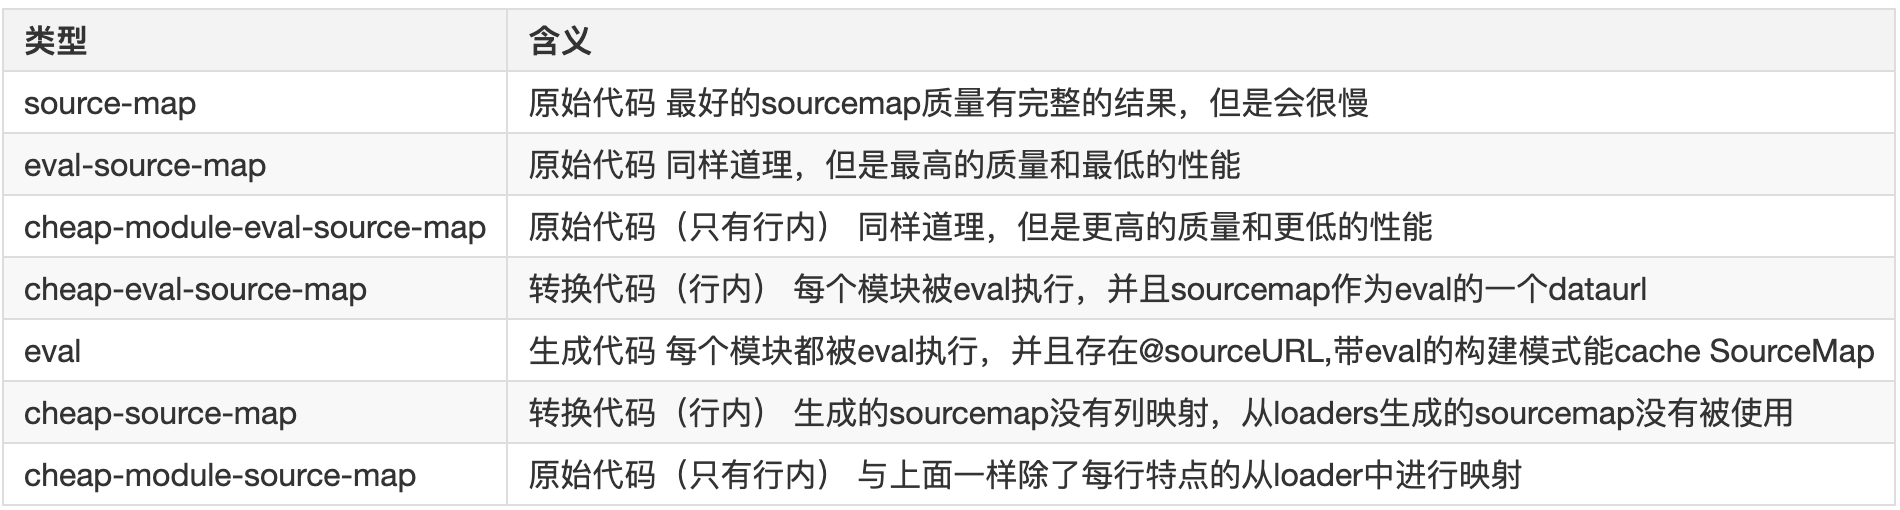 类型 含义
source-map 原始代码 最好的sourcemap质量有完整的结果，但是会很慢
eval-source-map 原始代码 同样道理，但是最高的质量和最低的性能
cheap-module-eval-source-map 原始代码（只有行内） 同样道理，但是更高的质量和更低的性能
cheap-eval-source-map 转换代码（行内） 每个模块被eval执行，并且sourcemap作为eval的一个dataurl
eval 生成代码 每个模块都被eval执行，并且存在@sourceURL,带eval的构建模式能cache SourceMap
cheap-source-map 转换代码（行内） 生成的sourcemap没有列映射，从loaders生成的sourcemap没有被使用
cheap-module-source-map 原始代码（只有行内） 与上面一样除了每行特点的从loader中进行映射